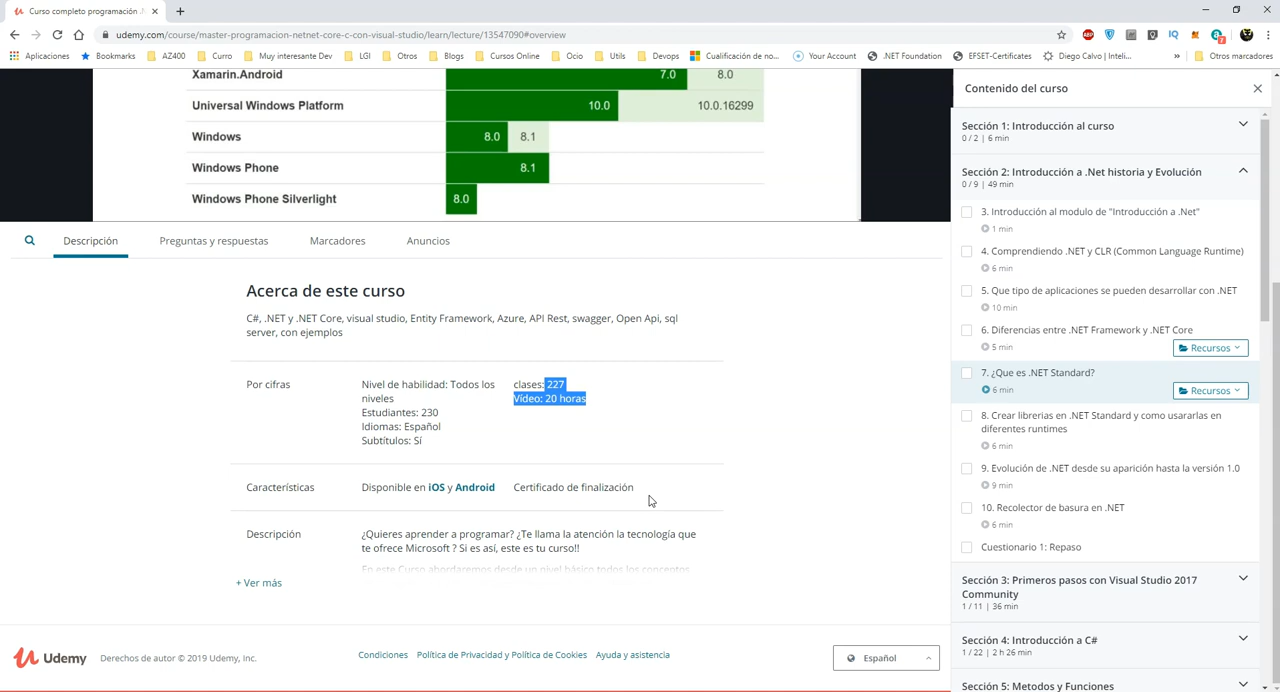 Curso completo programación .
udemy.com/course/master-programacion-netnet-core-c-con-visual-studio/learn/lecture/13547090#overview
Aplicaciones Bookmarks AZ400 Curro Muy interesante Dev LGI Otros Cursos Online Blogs Ocio Utils Devops Cualificación de no... Your Account .NET Foundation EFSET-Certificates Diego Calvo | Inteli... » Otros marcadores
Xamarin.Android 7.0 8.0
Universal Windows Platform 10.0 10.0.16299
Windows 8.0 8.1
Windows Phone 8.1
Windows Phone Silverlight 8.0
Descripción Preguntas y respuestas Marcadores Anuncios
Acerca de este curso
C#, .NET y .NET Core, visual studio, Entity Framework, Azure, API Rest, swagger, Open Api, sql
server, con ejemplos
Por cifras
Nivel de habilidad: Todos los
niveles
Estudiantes: 230
Idiomas: Español
Subtítulos: Sí
clases: 227
Vídeo: 20 horas
Características
Disponible en iOS y Android
Certificado de finalización
Descripción
¿Quieres aprender a programar? ¿Te llama la atención la tecnología que
te ofrece Microsoft ? Si es así, este es tu curso!!
En este Curso abordaremos desde un nivel básico todos los conceptos
+ Ver más
Udemy
Derechos de autor © 2019 Udemy, Inc.
Condiciones Política de Privacidad y Política de Cookies Ayuda y asistencia
Español
Contenido del curso
Sección 1: Introducción al curso
0 / 2 | 6 min
Sección 2: Introducción a .Net historia y Evolución
0 / 9 | 49 min
3. Introducción al modulo de "Introducción a .Net"
1 min
4. Comprendiendo .NET y CLR (Common Language Runtime)
6 min
5. Que tipo de aplicaciones se pueden desarrollar con .NET
10 min
6. Diferencias entre .NET Framework y .NET Core
5 min
Recursos
7. ¿Que es .NET Standard?
6 min
Recursos
8. Crear librerias en .NET Standard y como usararlas en
diferentes runtimes
6 min
9. Evolución de .NET desde su aparición hasta la versión 1.0
9 min
10. Recolector de basura en .NET
6 min
Cuestionario 1: Repaso
Sección 3: Primeros pasos con Visual Studio 2017
Community
1 / 11 | 36 min
Sección 4: Introducción a C#
1 / 22 | 2 h 26 min
Sección 5: Metodos y Funciones